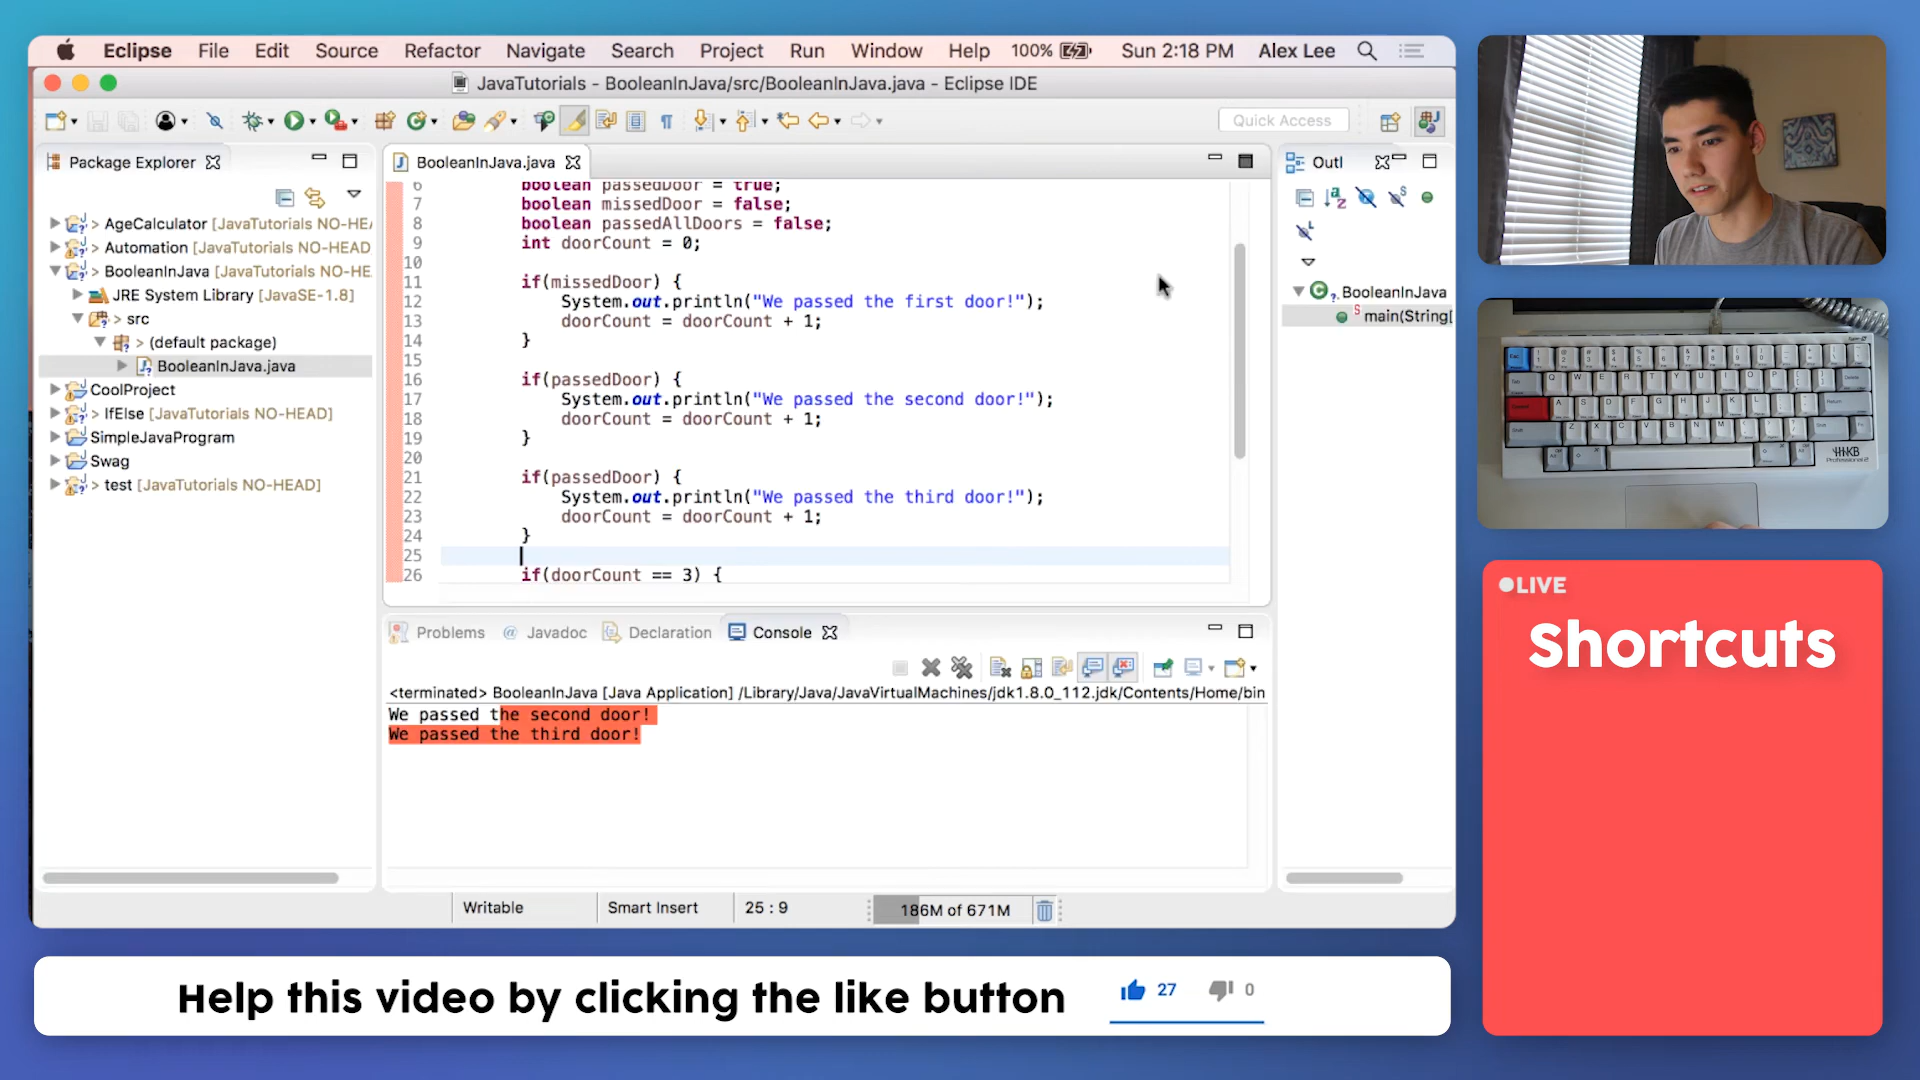 Eclipse File Edit Source Refactor Navigate Search Project Run Window Help 100% Sun 2:18 PM Alex Lee
JavaTutorials - BooleanInJava/src/BooleanInJava.java - Eclipse IDE
Quick Access
Package Explorer
> AgeCalculator [JavaTutorials NO-HEA
> Automation [JavaTutorials NO-HEAD
> BooleanInJava [JavaTutorials NO-HE
JRE System Library [JavaSE-1.8]
> src
> (default package)
BooleanInJava.java
CoolProject
> IfElse [JavaTutorials NO-HEAD]
SimpleJavaProgram
Swag
> test [JavaTutorials NO-HEAD]
BooleanInJava.java
6 boolean passedDoor = true;
7 boolean missedDoor = false;
8 boolean passedAllDoors = false;
9 int doorCount = 0;
10
11 if(missedDoor) {
12 System.out.println("We passed the first door!");
13 doorCount = doorCount + 1;
14 }
15
16 if(passedDoor) {
17 System.out.println("We passed the second door!");
18 doorCount = doorCount + 1;
19 }
20
21 if(passedDoor) {
22 System.out.println("We passed the third door!");
23 doorCount = doorCount + 1;
24 }
25
26 if(doorCount == 3) {
Outl
BooleanInJava
main(String[
Problems @ Javadoc Declaration Console
<terminated> BooleanInJava [Java Application] /Library/Java/JavaVirtualMachines/jdk1.8.0_112.jdk/Contents/Home/bin
We passed the second door!
We passed the third door!
Writable Smart Insert 25 : 9 186M of 671M
Help this video by clicking the like button 27 0
HHKB
Professional2
LIVE
Shortcuts